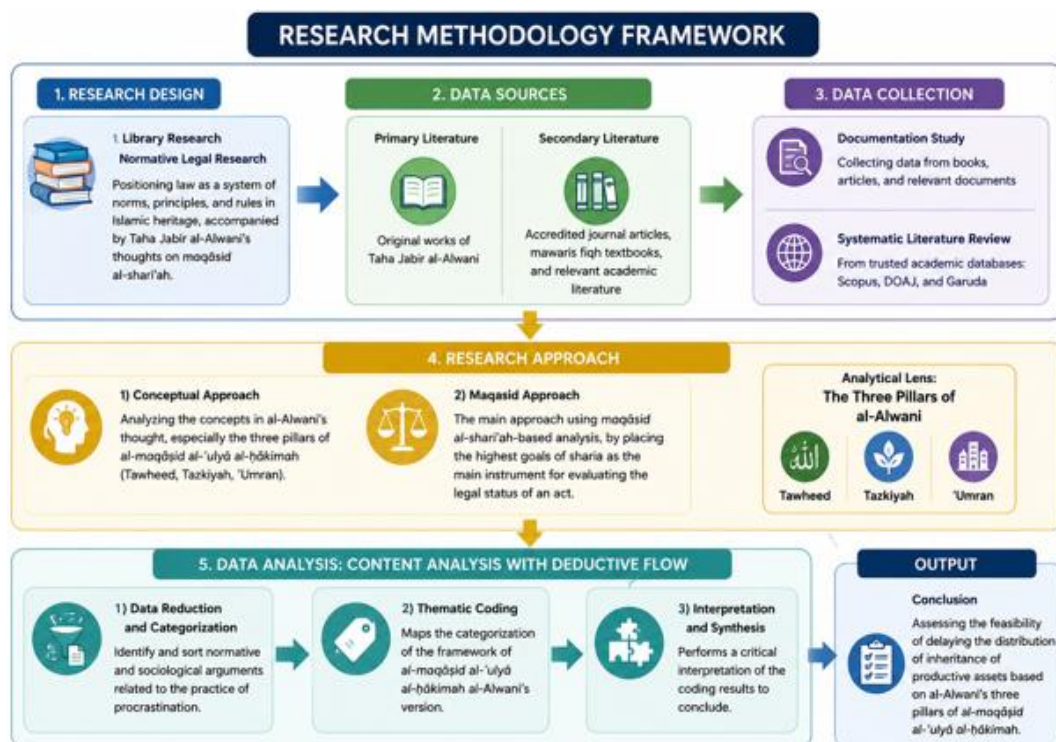 RESEARCH METHODOLOGY FRAMEWORK
1. RESEARCH DESIGN
1. Library Research
Normative Legal Research
Positioning law as a system of
norms, principles, and rules in
Islamic heritage, accompanied
by Taha Jabir al-Alwani's
thoughts on maqāṣid
al-shari'ah.
2. DATA SOURCES
Primary Literature
Original works of
Taha Jabir al-Alwani
Secondary Literature
Accredited journal articles,
mawaris fiqh textbooks,
and relevant academic
literature
3. DATA COLLECTION
Documentation Study
Collecting data from books,
articles, and relevant documents
Systematic Literature Review
From trusted academic databases:
Scopus, DOAJ, and Garuda
4. RESEARCH APPROACH
1) Conceptual Approach
Analyzing the concepts in al-Alwani's
thought, especially the three pillars of
al-maqāṣid al-'ulyā al-ḥākimah
(Tawheed, Tazkiyah, 'Umran).
2) Maqasid Approach
The main approach using maqāṣid
al-shari'ah-based analysis, by placing
the highest goals of sharia as the
main instrument for evaluating the
legal status of an act.
Analytical Lens:
The Three Pillars of
al-Alwani
الله
Tawheed
Tazkiyah
'Umran
5. DATA ANALYSIS: CONTENT ANALYSIS WITH DEDUCTIVE FLOW
1) Data Reduction
and Categorization
Identify and sort normative
and sociological arguments
related to the practice of
procrastination.
2) Thematic Coding
Maps the categorization
of the framework of
al-maqāṣid al-'ulyā
al-ḥākimah al-Alwani's
version.
3) Interpretation
and Synthesis
Performs a critical
interpretation of the
coding results to
conclude.
OUTPUT
Conclusion
Assessing the feasibility
of delaying the distribution
of inheritance of
productive assets based
on al-Alwani's three
pillars of al-maqāṣid
al-'ulyā al-ḥākimah.